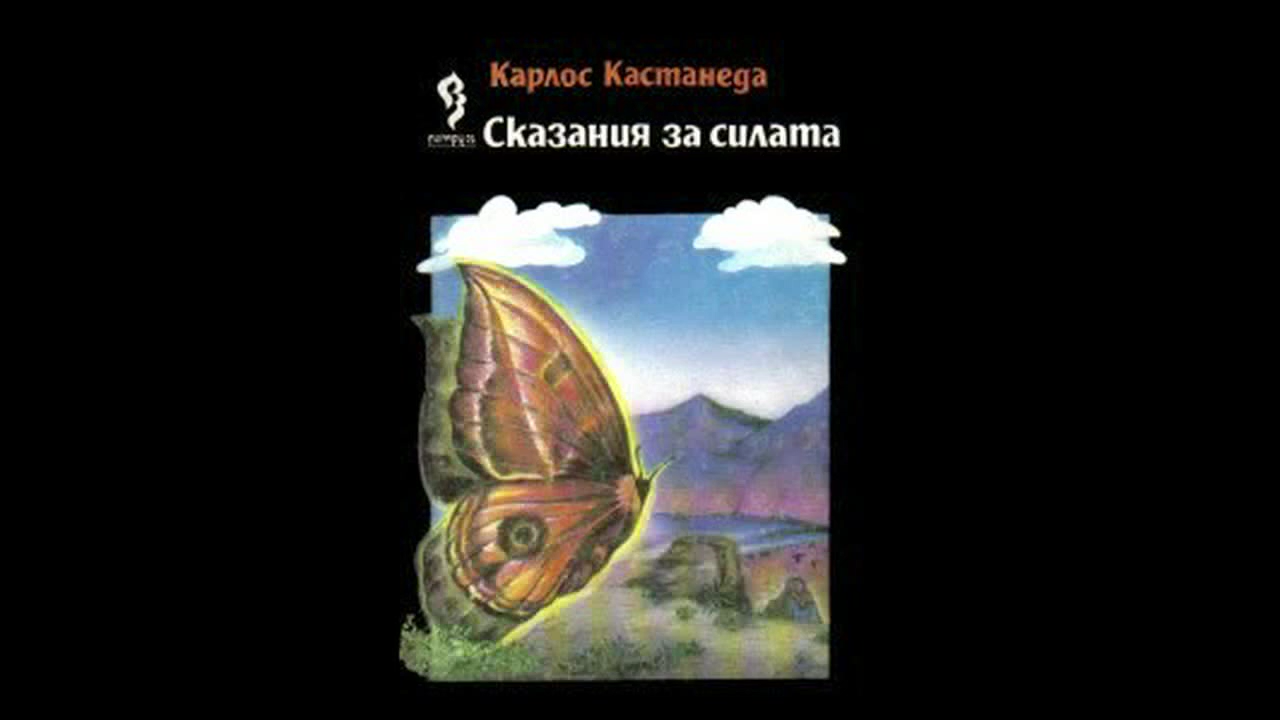 Карлос Кастанеда
Сказания за силата